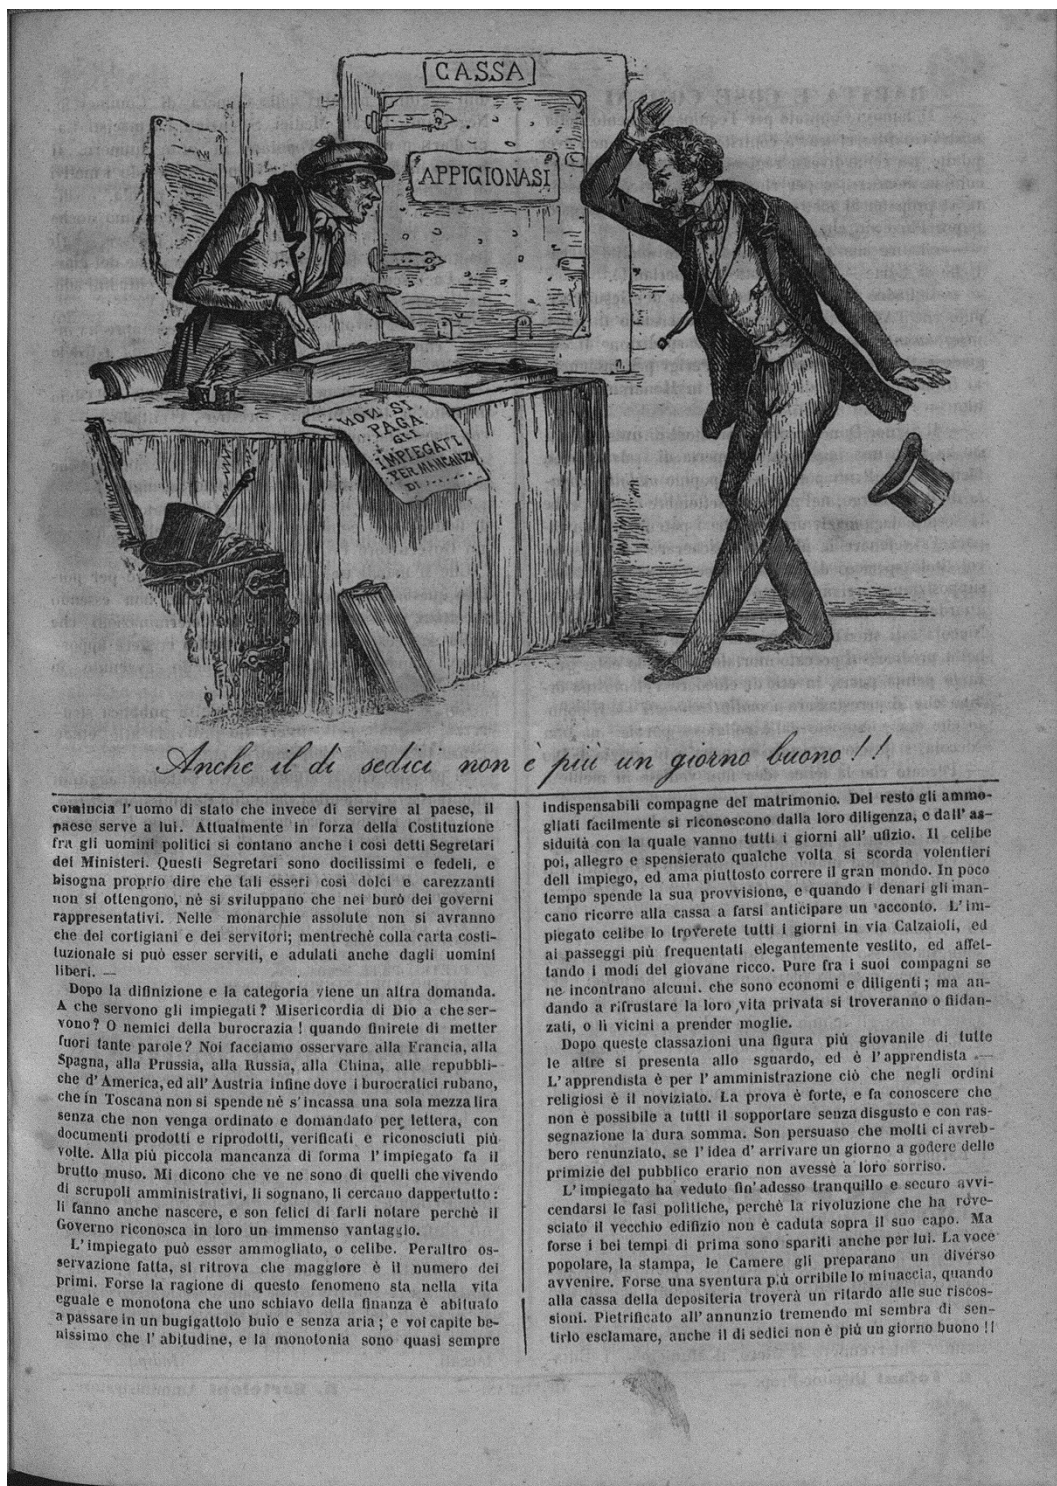 CASSA
APPIGIONASI
NON SI
PAGA
GLI
IMPIEGATI
PER MANCANZA
DI .......
Anche il dì sedici non è più un giorno buono!!
comincia l'uomo di stato che invece di servire al paese, il
paese serve a lui. Attualmente in forza della Costituzione
fra gli uomini politici si contano anche i così detti Segretari
dei Ministeri. Questi Segretari sono docilissimi e fedeli, e
bisogna proprio dire che tali esseri così dolci e carezzanti
non si ottengono, nè si sviluppano che nei burò dei governi
rappresentativi. Nelle monarchie assolute non si avranno
che dei cortigiani e dei servitori; mentrechè colla carta costi-
tuzionale si può esser serviti, e adulati anche dagli uomini
liberi. —
Dopo la difinizione e la categoria viene un altra domanda.
A che servono gli impiegati? Misericordia di Dio a che ser-
vono? O nemici della burocrazia! quando finirete di metter
fuori tante parole? Noi facciamo osservare alla Francia, alla
Spagna, alla Prussia, alla Russia, alla China, alle repubbli-
che d'America, ed all'Austria infine dove i burocratici rubano,
che in Toscana non si spende nè s'incassa una sola mezza lira
senza che non venga ordinato e domandato per lettera, con
documenti prodotti e riprodotti, verificati e riconosciuti più
volte. Alla più piccola mancanza di forma l'impiegato fa il
brutto muso. Mi dicono che ve ne sono di quelli che vivendo
di scrupoli amministrativi, li sognano, li cercano dappertutto:
li fanno anche nascere, e son felici di farli notare perchè il
Governo riconosca in loro un immenso vantaggio.
L'impiegato può esser ammogliato, o celibe. Peraltro os-
servazione fatta, si ritrova che maggiore è il numero dei
primi. Forse la ragione di questo fenomeno sta nella vita
eguale e monotona che uno schiavo della finanza è abituato
a passare in un bugigattolo buio e senza aria; e voi capite be-
nissimo che l'abitudine, e la monotonia sono quasi sempre
indispensabili compagne del matrimonio. Del resto gli ammo-
gliati facilmente si riconoscono dalla loro diligenza, e dall'as-
siduità con la quale vanno tutti i giorni all'ufizio. Il celibe
poi, allegro e spensierato qualche volta si scorda volentieri
dell impiego, ed ama piuttosto correre il gran mondo. In poco
tempo spende la sua provvisione, e quando i denari gli man-
cano ricorre alla cassa a farsi anticipare un acconto. L'im-
piegato celibe lo troverete tutti i giorni in via Calzaioli, ed
ai passeggi più frequentati elegantemente vestito, ed affet-
tando i modi del giovane ricco. Pure fra i suoi compagni se
ne incontrano alcuni. che sono economi e diligenti; ma an-
dando a rifrustare la loro vita privata si troveranno o fidan-
zati, o lì vicini a prender moglie.
Dopo queste classazioni una figura più giovanile di tutte
le altre si presenta allo sguardo, ed è l'apprendista. —
L'apprendista è per l'amministrazione ciò che negli ordini
religiosi è il noviziato. La prova è forte, e fa conoscere che
non è possibile a tutti il sopportare senza disgusto e con ras-
segnazione la dura somma. Son persuaso che molti ci avreb-
bero renunziato, se l'idea d'arrivare un giorno a godere delle
primizie del pubblico erario non avesse a loro sorriso.
L'impiegato ha veduto fin'adesso tranquillo e securo avvi-
cendarsi le fasi politiche, perchè la rivoluzione che ha rove-
sciato il vecchio edifizio non è caduta sopra il suo capo. Ma
forse i bei tempi di prima sono spariti anche per lui. La voce
popolare, la stampa, le Camere gli preparano un diverso
avvenire. Forse una sventura più orribile lo minaccia, quando
alla cassa della depositeria troverà un ritardo alle sue riscos-
sioni. Pietrificato all'annunzio tremendo mi sembra di sen-
tirlo esclamare, anche il dì sedici non è più un giorno buono!!